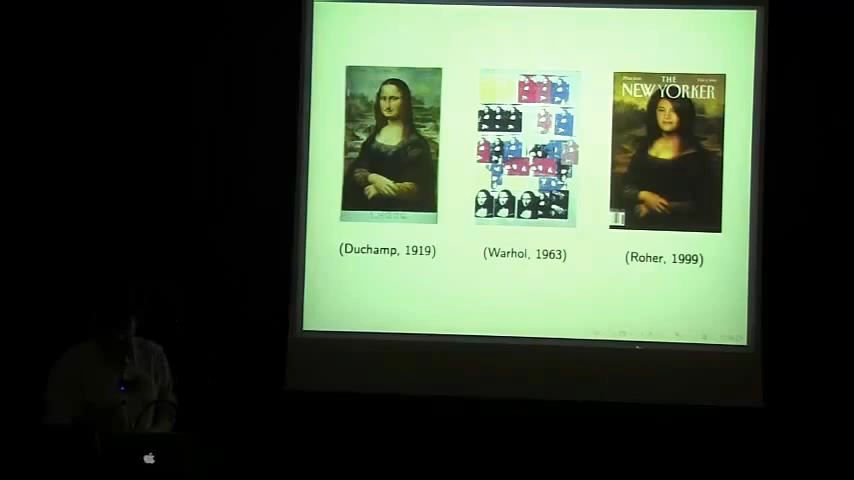 THE
NEW YORKER
(Duchamp, 1919)
(Warhol, 1963)
(Roher, 1999)